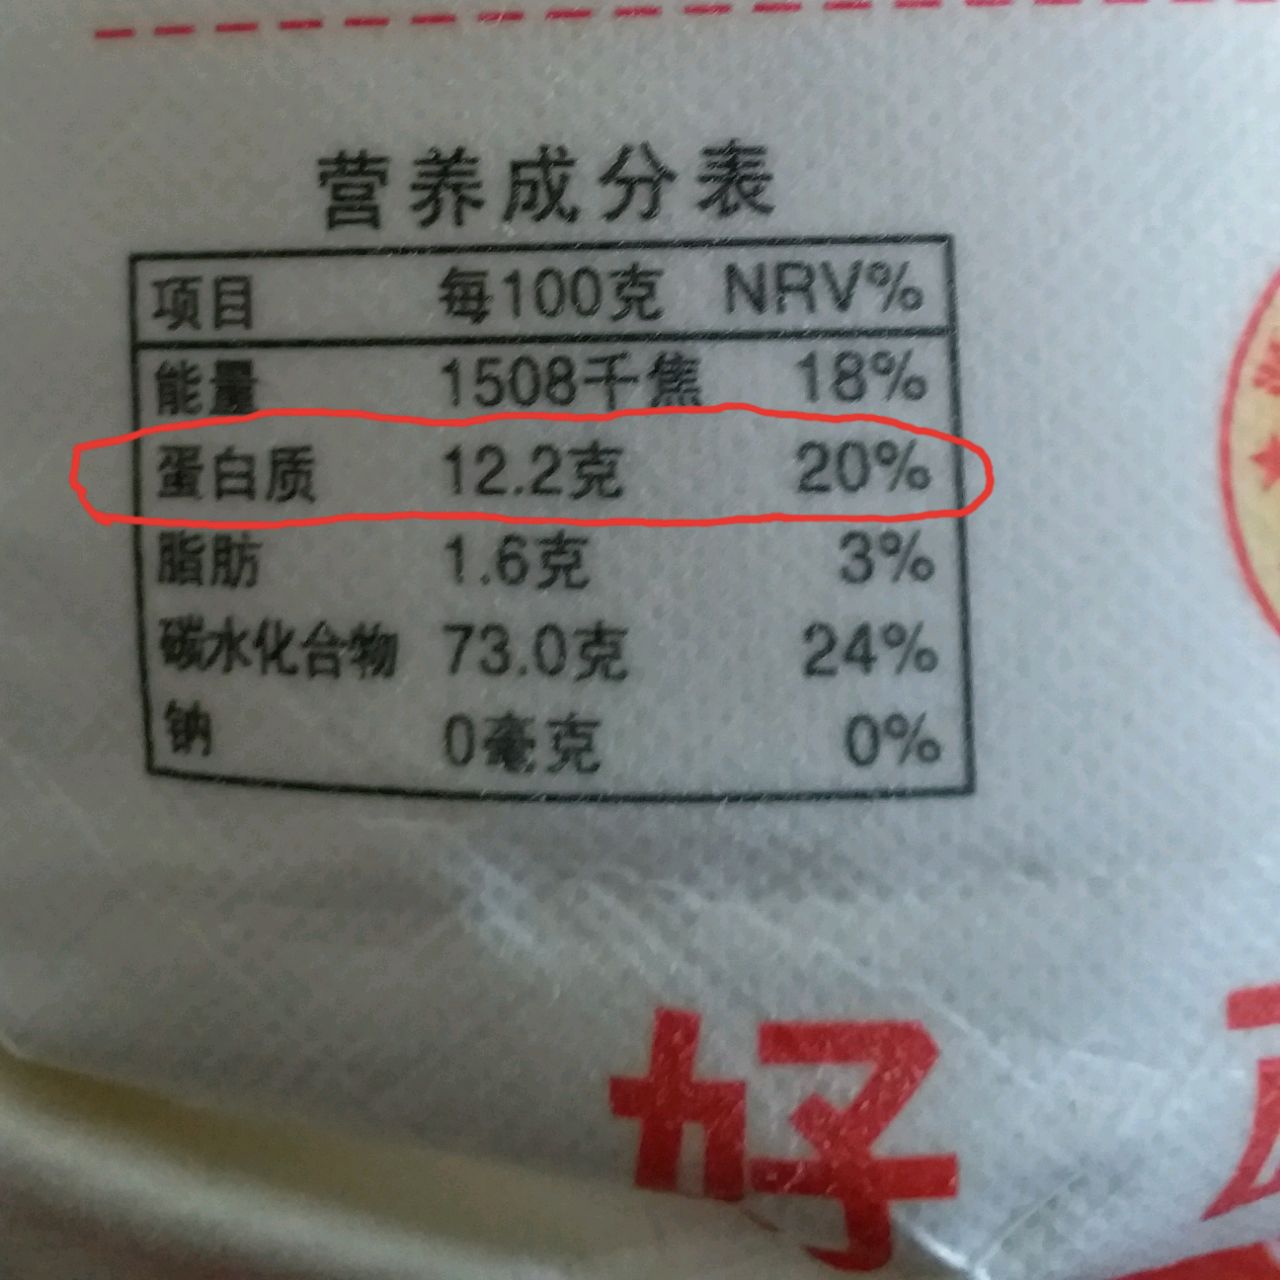 营养成分表
项目 每100克 NRV%
能量 1508千焦 18%
蛋白质 12.2克 20%
脂肪 1.6克 3%
碳水化合物 73.0克 24%
钠 0毫克 0%
好